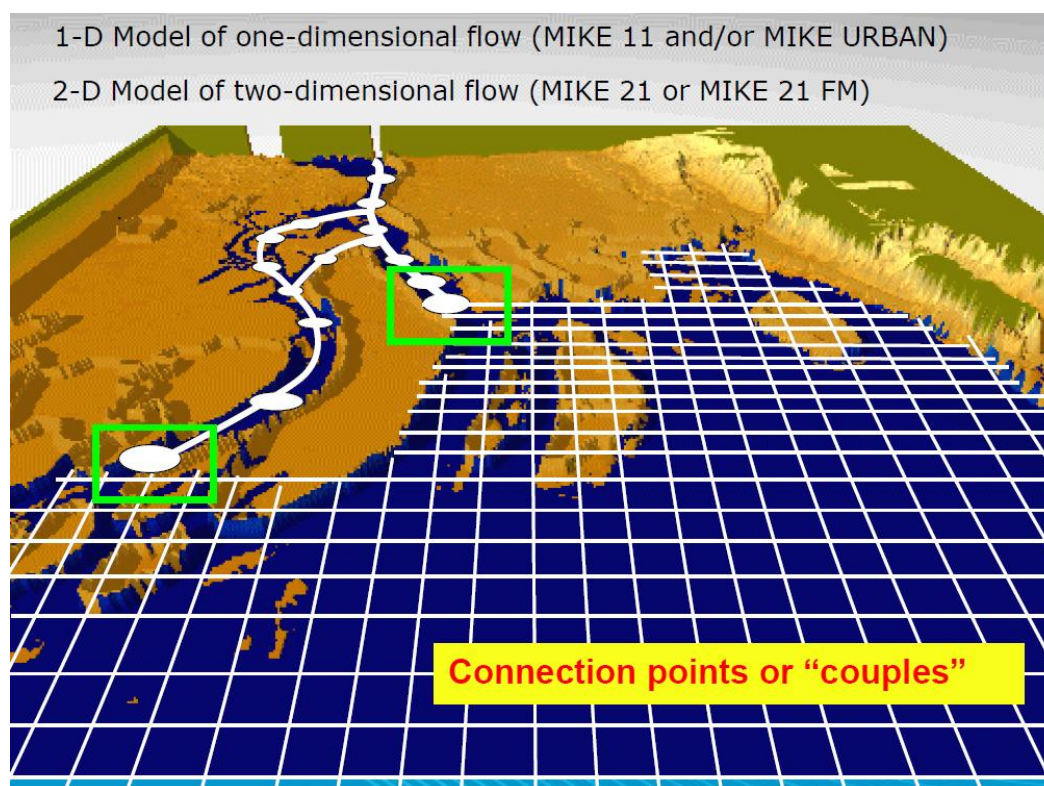 1-D Model of one-dimensional flow (MIKE 11 and/or MIKE URBAN)
2-D Model of two-dimensional flow (MIKE 21 or MIKE 21 FM)
Connection points or “couples”